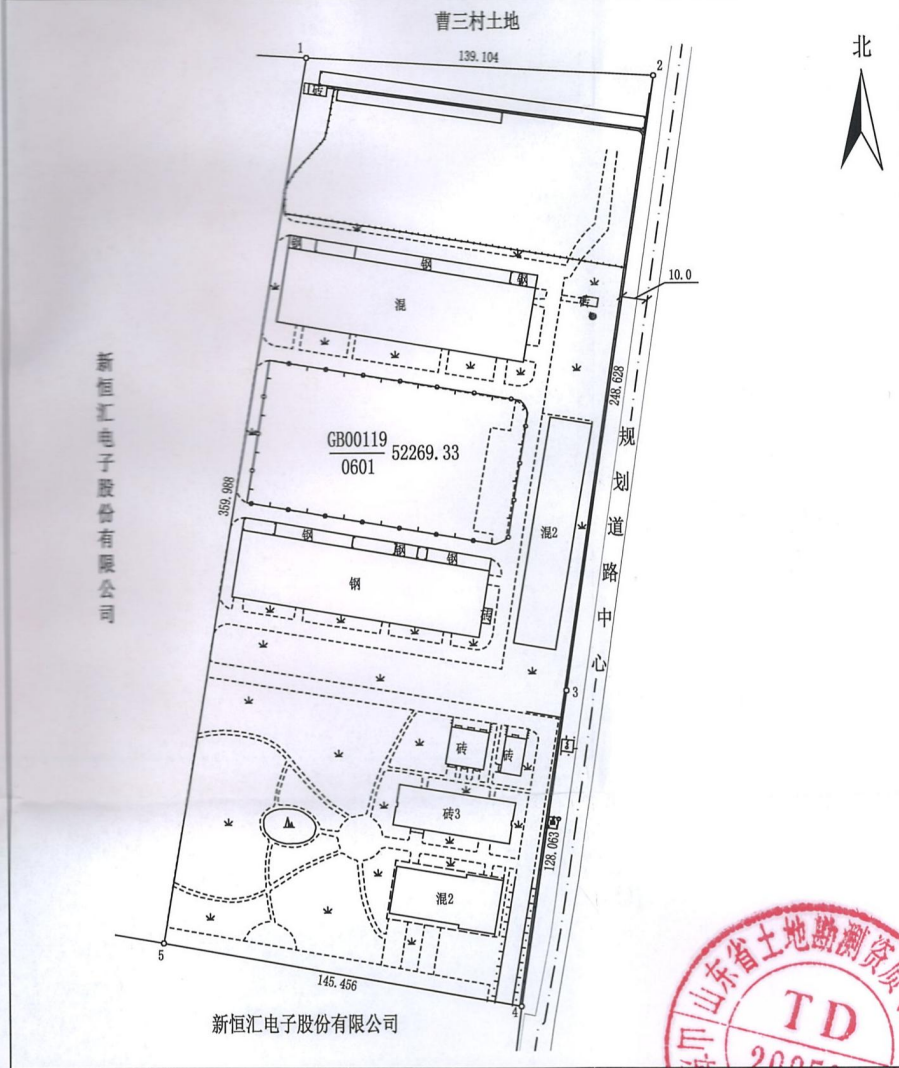 曹三村土地
1
139.104
2
北
砖
钢
钢
钢
混
砖
10.0
248.628
规划道路中心
新恒汇电子股份有限公司
GB00119
0601
52269.33
359.988
混2
钢
钢
钢
钢
砖
3
砖
砖
砖3
128.063
混2
5
145.456
4
新恒汇电子股份有限公司
山东省土地勘测资质
TD